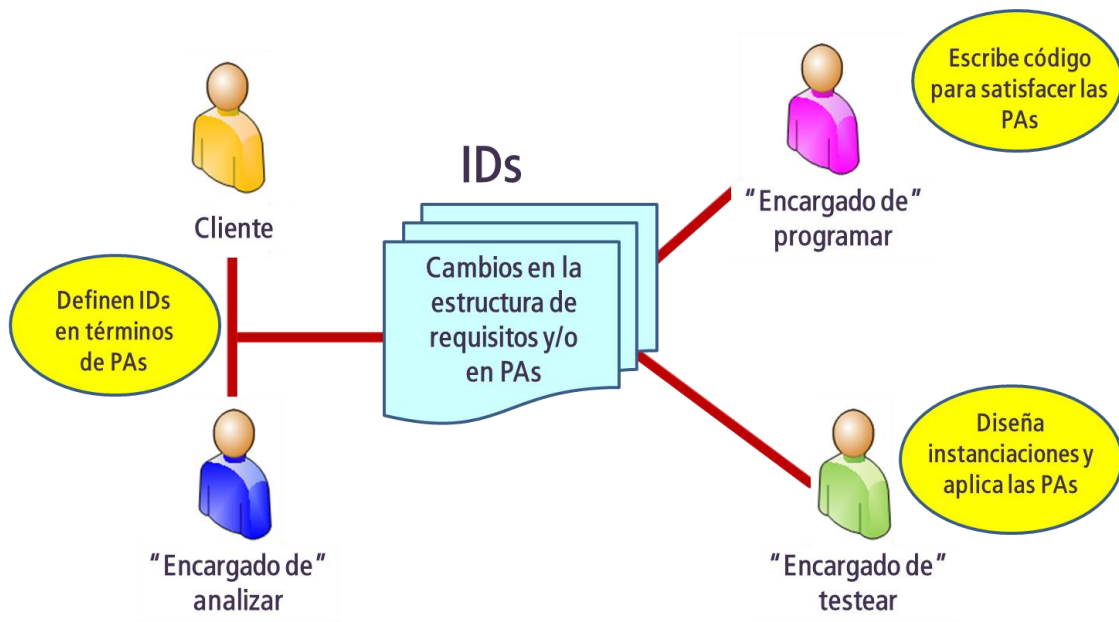 Escribe código
para satisfacer las
PAs
IDs
"Encargado de"
programar
Cliente
Cambios en la
estructura de
requisitos y/o
en PAs
Definen IDs
en términos
de PAs
Diseña
instanciaciones y
aplica las PAs
"Encargado de"
analizar
"Encargado de"
testear